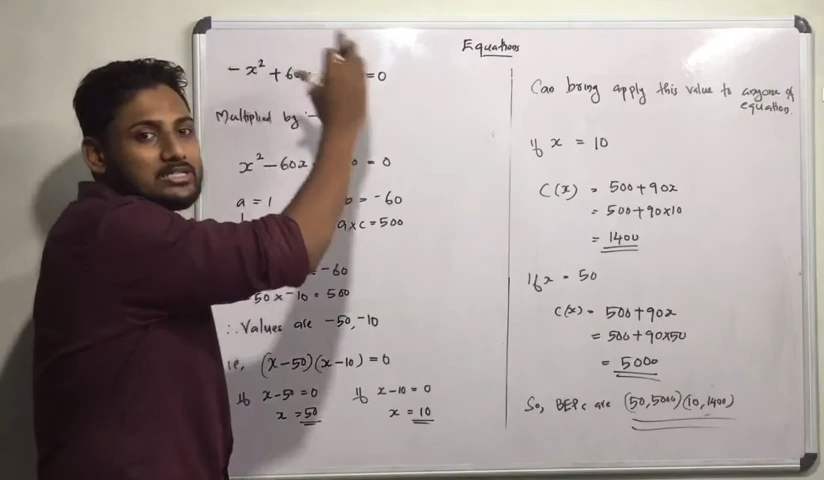 Equations
- x² + 60 = 0
Multiplied by :-
x² - 60x = 0
a = 1 = -60
a x c = 500
= -60
-50 x -10 = 500
∴ Values are -50, -10
ie, (x-50)(x-10) = 0
If x-50 = 0 If x-10 = 0
x = 50 x = 10
Can bring apply this value to anyone of
equation.
If x = 10
C(x) = 500 + 90x
= 500 + 90 x 10
= 1400
If x = 50
C(x) = 500 + 90x
= 500 + 90 x 50
= 5000
So, BEPs are (50, 5000) (10, 1400)